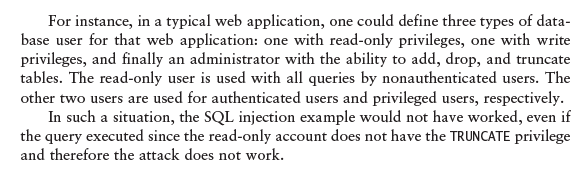 For instance, in a typical web application, one could define three types of data-
base user for that web application: one with read-only privileges, one with write
privileges, and finally an administrator with the ability to add, drop, and truncate
tables. The read-only user is used with all queries by nonauthenticated users. The
other two users are used for authenticated users and privileged users, respectively.
In such a situation, the SQL injection example would not have worked, even if
the query executed since the read-only account does not have the TRUNCATE privilege
and therefore the attack does not work.